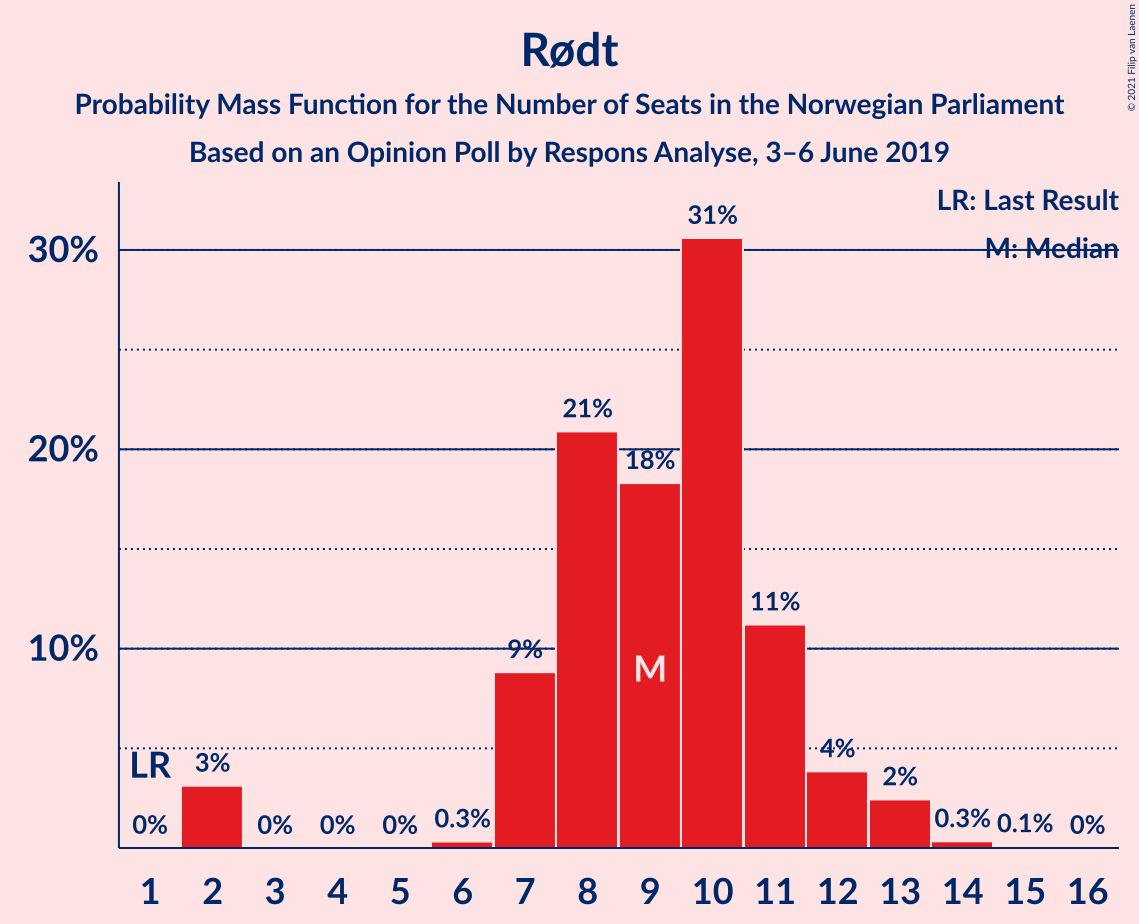 Rødt
Probability Mass Function for the Number of Seats in the Norwegian Parliament
Based on an Opinion Poll by Respons Analyse, 3–6 June 2019
© 2021 Filip van Laenen
LR: Last Result
M: Median
30%
20%
10%
31%
21%
18%
11%
9%
M
LR
3%
4%
2%
0%
0%
0%
0%
0.3%
0.3%
0.1%
0%
1 2 3 4 5 6 7 8 9 10 11 12 13 14 15 16